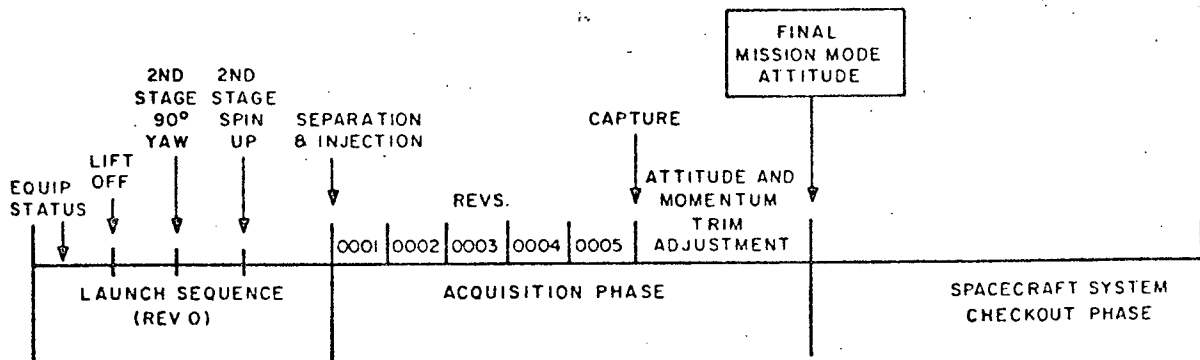 EQUIP
STATUS
LIFT
OFF
2ND
STAGE
90°
YAW
2ND
STAGE
SPIN
UP
SEPARATION
& INJECTION
REVS.
0001 0002 0003 0004 0005
CAPTURE
ATTITUDE AND
MOMENTUM
TRIM
ADJUSTMENT
FINAL
MISSION MODE
ATTITUDE
LAUNCH SEQUENCE
(REV 0)
ACQUISITION PHASE
SPACECRAFT SYSTEM
CHECKOUT PHASE